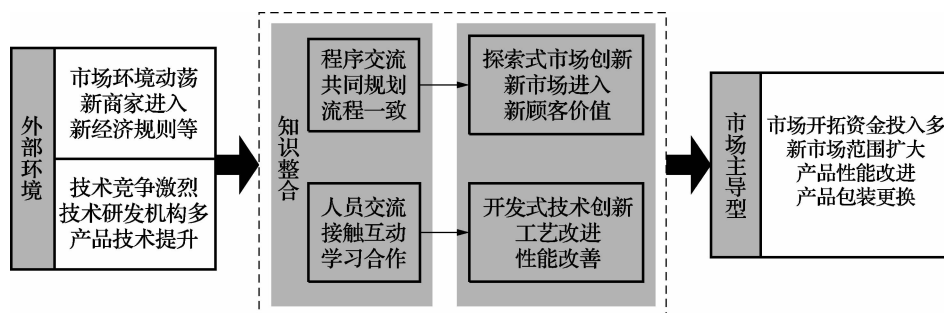 外部环境
市场环境动荡
新商家进入
新经济规则等
技术竞争激烈
技术研发机构多
产品技术提升
知识整合
程序交流
共同规划
流程一致
人员交流
接触互动
学习合作
探索式市场创新
新市场进入
新顾客价值
开发式技术创新
工艺改进
性能改善
市场主导型
市场开拓资金投入多
新市场范围扩大
产品性能改进
产品包装更换